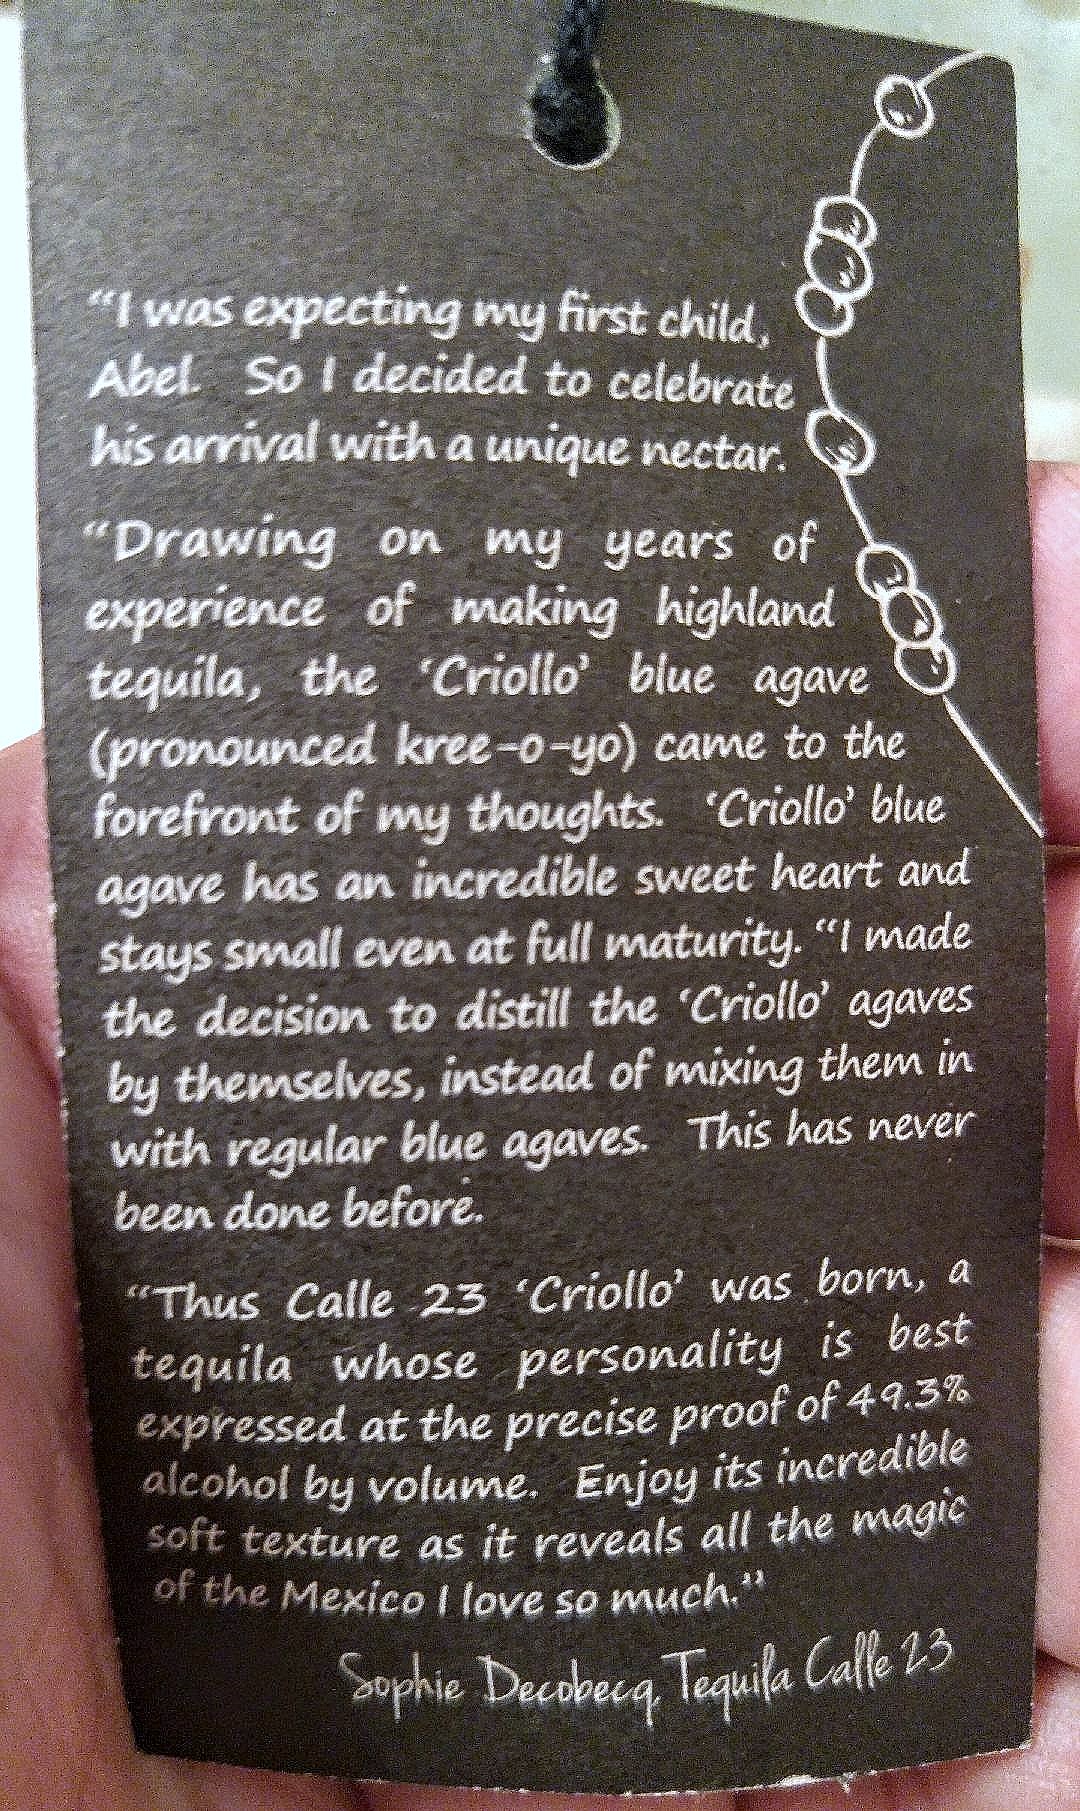 “I was expecting my first child,
Abel. So I decided to celebrate
his arrival with a unique nectar.
“Drawing on my years of
experience of making highland
tequila, the ‘Criollo’ blue agave
(pronounced kree-o-yo) came to the
forefront of my thoughts. ‘Criollo’ blue
agave has an incredible sweet heart and
stays small even at full maturity. “I made
the decision to distill the ‘Criollo’ agaves
by themselves, instead of mixing them in
with regular blue agaves. This has never
been done before.
“Thus Calle 23 ‘Criollo’ was born, a
tequila whose personality is best
expressed at the precise proof of 49.3%
alcohol by volume. Enjoy its incredible
soft texture as it reveals all the magic
of the Mexico I love so much.”
Sophie Decobecq, Tequila Calle 23